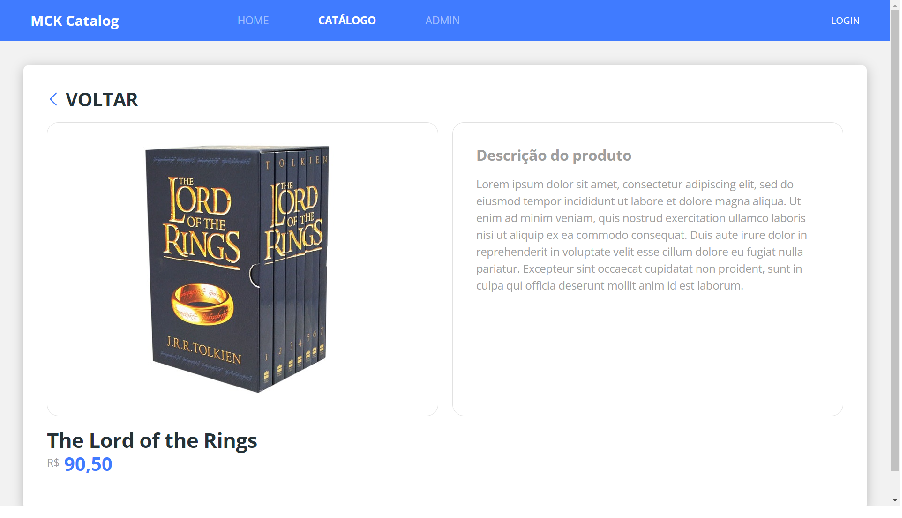 MCK Catalog HOME CATÁLOGO ADMIN LOGIN
VOLTAR
THE
LORD
OF THE
RINGS
J.R.R. TOLKIEN
TOLKIEN
THE
LORD
OF THE
RINGS
1 2 3 4 5 6 7
Descrição do produto
Lorem ipsum dolor sit amet, consectetur adipiscing elit, sed do
eiusmod tempor incididunt ut labore et dolore magna aliqua. Ut
enim ad minim veniam, quis nostrud exercitation ullamco laboris
nisi ut aliquip ex ea commodo consequat. Duis aute irure dolor in
reprehenderit in voluptate velit esse cillum dolore eu fugiat nulla
pariatur. Excepteur sint occaecat cupidatat non proident, sunt in
culpa qui officia deserunt mollit anim id est laborum.
The Lord of the Rings
R$ 90,50